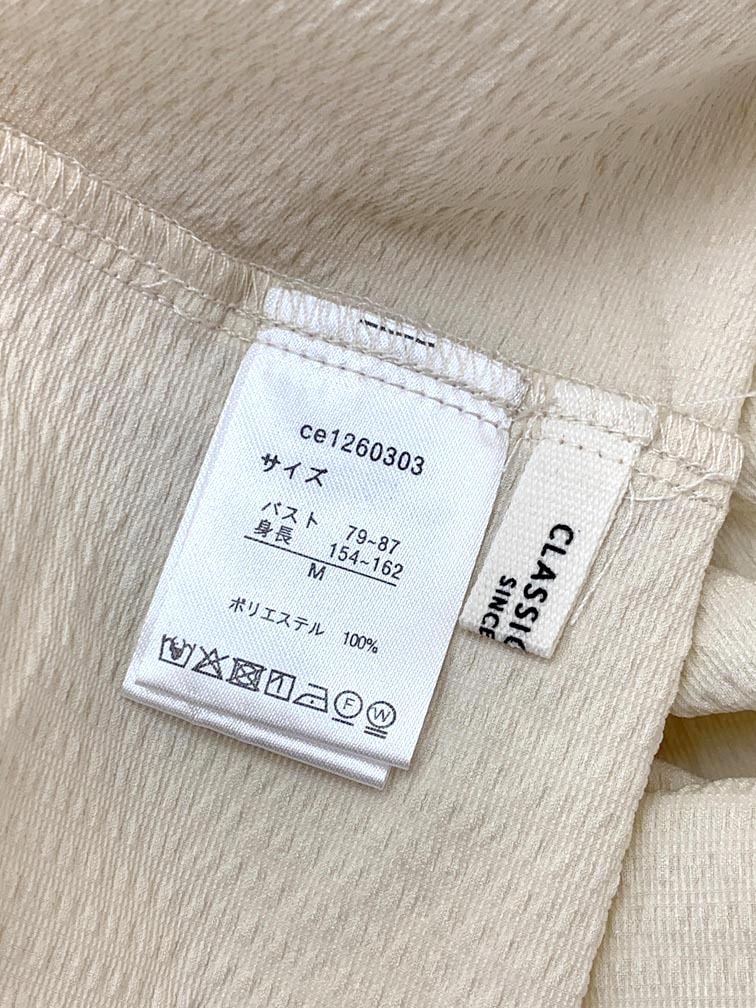 ce1260303
サイズ
バスト 79~87
身長 154~162
M
ポリエステル 100%
F W
CLASSIC
SINCE